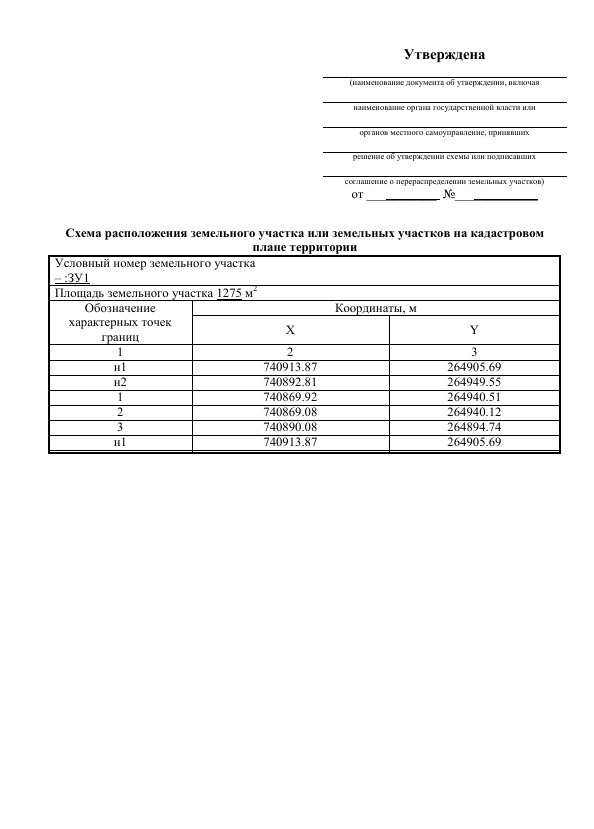 Утверждена
(наименование документа об утверждении, включая
наименование органа государственной власти или
органов местного самоуправление, принявших
решение об утверждении схемы или подписавших
соглашение о перераспределении земельных участков)
от ____________ №______________
Схема расположения земельного участка или земельных участков на кадастровом
плане территории
Условный номер земельного участка
– :ЗУ1
Площадь земельного участка 1275 м²
Обозначение характерных точек границ
Координаты, м
X Y
1 2 3
н1 740913.87 264905.69
н2 740892.81 264949.55
1 740869.92 264940.51
2 740869.08 264940.12
3 740890.08 264894.74
н1 740913.87 264905.69